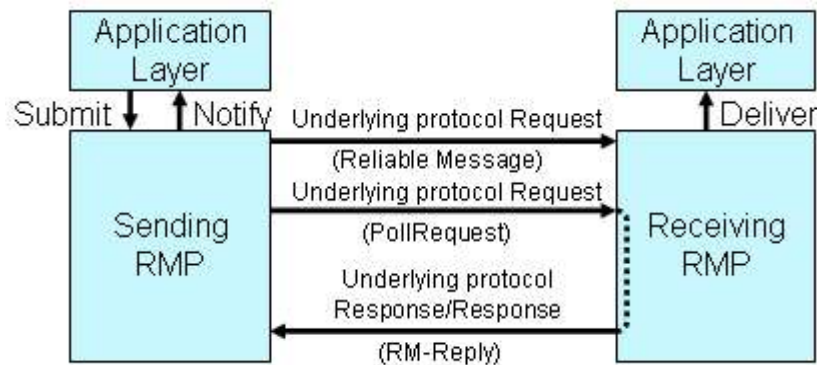 Application
Layer
Application
Layer
Submit
Notify
Deliver
Underlying protocol Request
(Reliable Message)
Underlying protocol Request
(PollRequest)
Sending
RMP
Receiving
RMP
Underlying protocol
Response/Response
(RM-Reply)